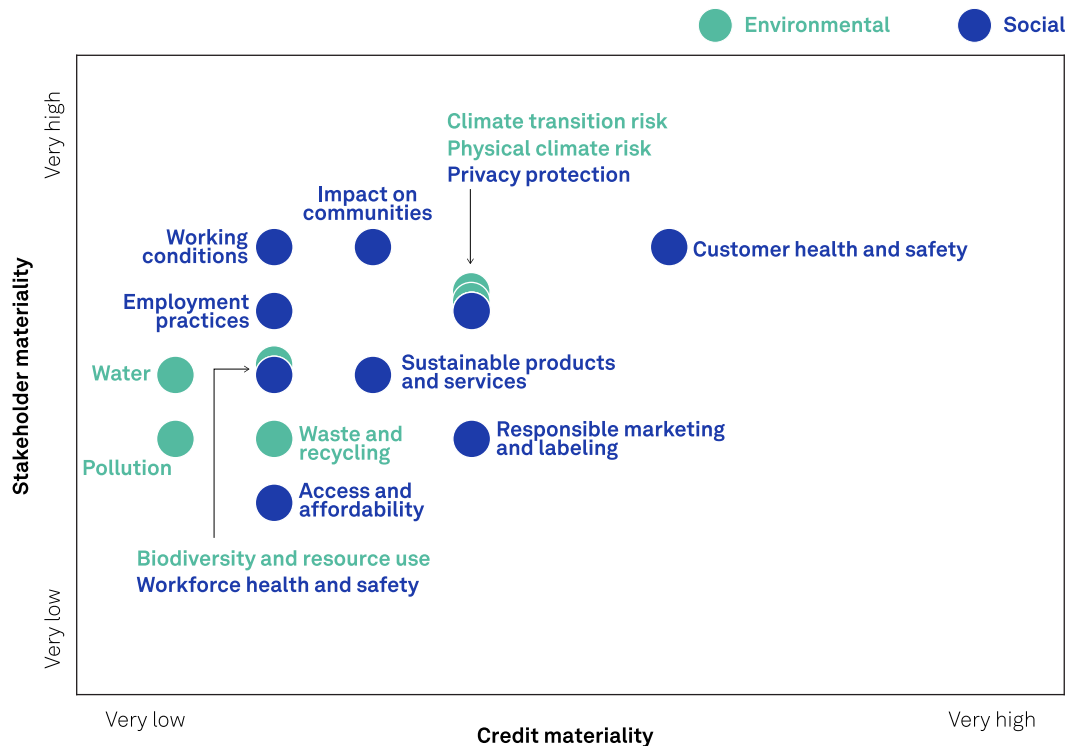 Environmental
Social
Very high
Climate transition risk
Physical climate risk
Privacy protection
Impact on
communities
Working
conditions
Customer health and safety
Employment
practices
Stakeholder materiality
Water
Sustainable products
and services
Waste and
recycling
Responsible marketing
and labeling
Pollution
Access and
affordability
Biodiversity and resource use
Workforce health and safety
Very low
Very low
Credit materiality
Very high